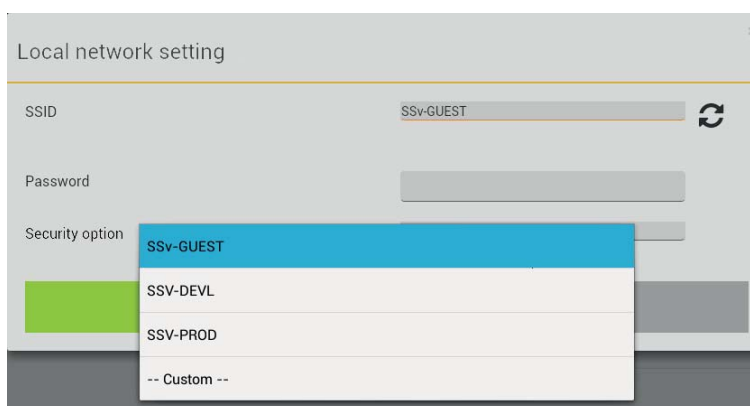 Local network setting
SSID SSv-GUEST
Password
Security option
SSv-GUEST
SSV-DEVL
SSV-PROD
-- Custom --